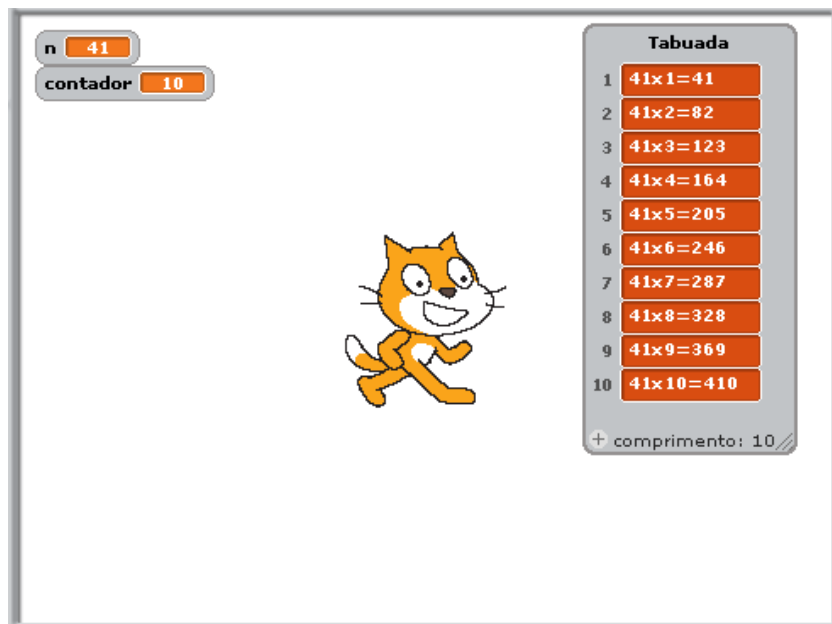 n 41
contador 10
Tabuada
1 41x1=41
2 41x2=82
3 41x3=123
4 41x4=164
5 41x5=205
6 41x6=246
7 41x7=287
8 41x8=328
9 41x9=369
10 41x10=410
+ comprimento: 10